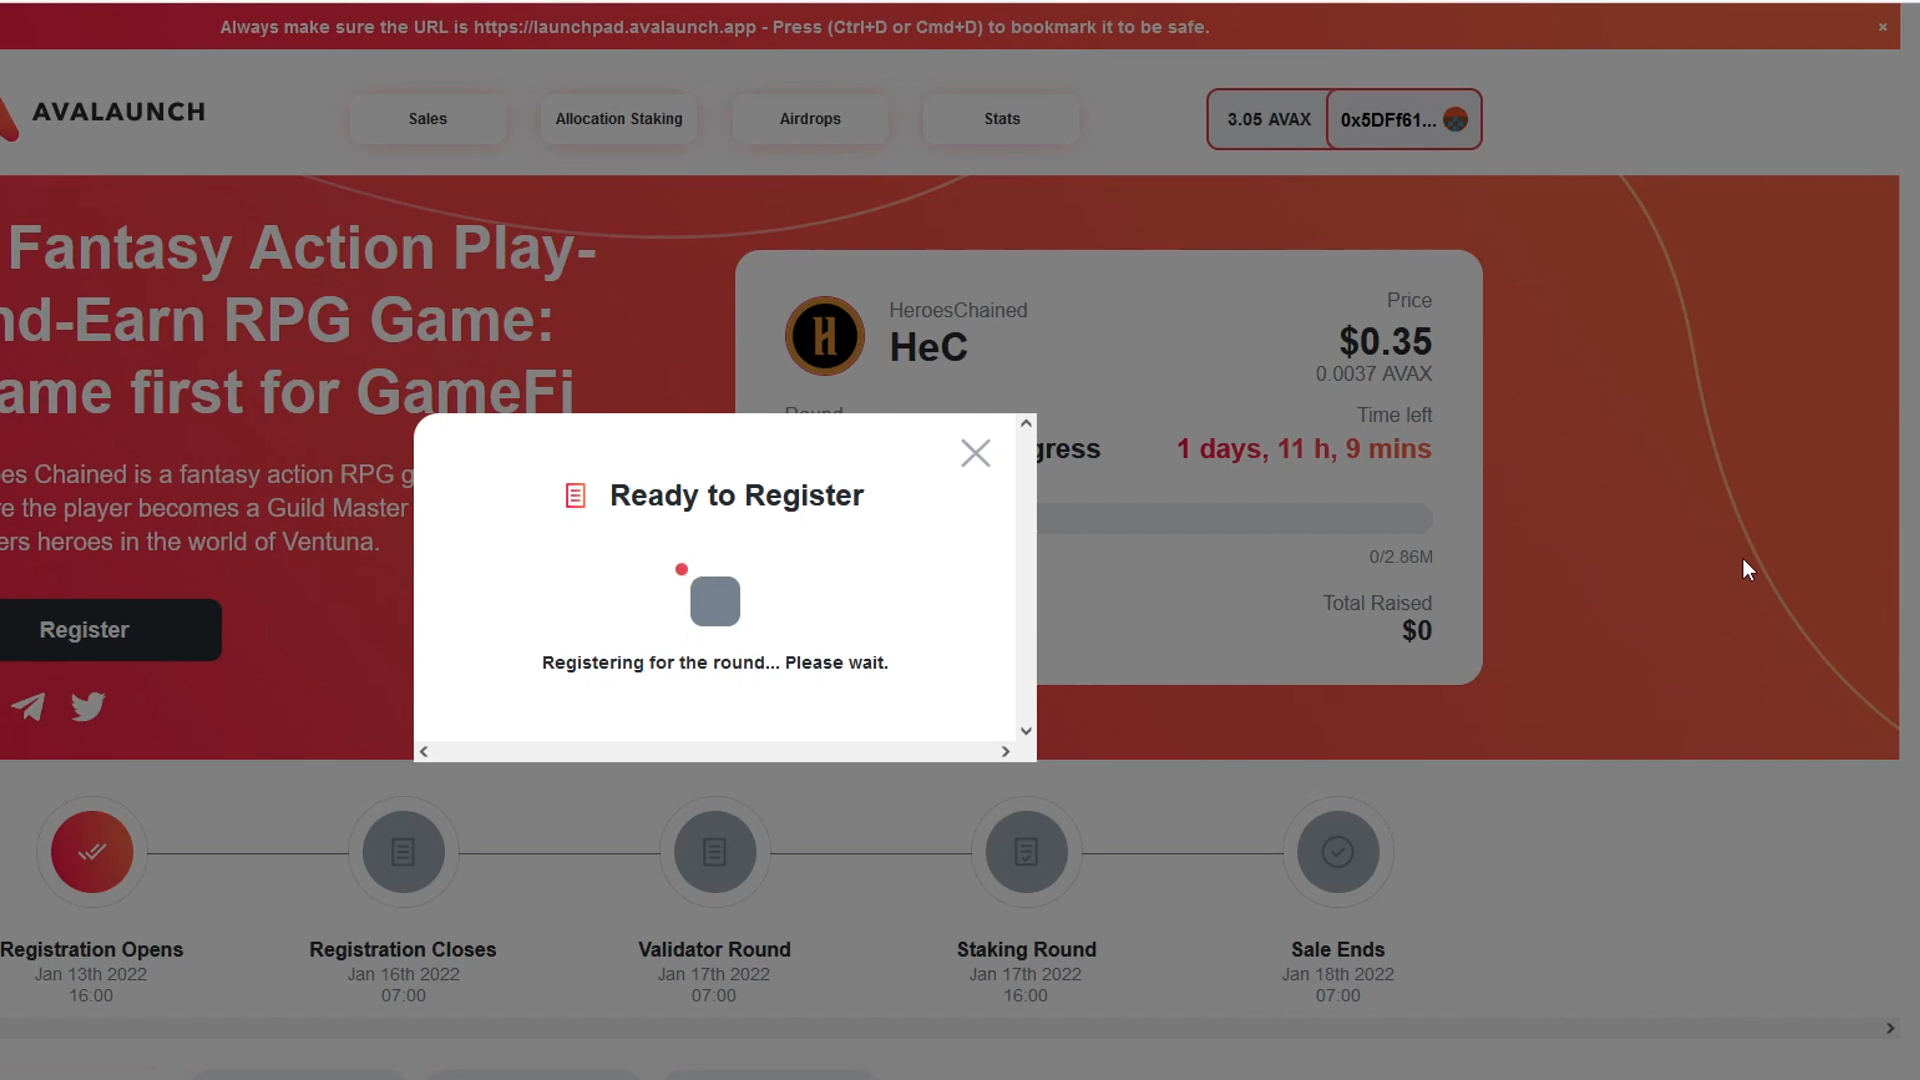 Always make sure the URL is https://launchpad.avalaunch.app - Press (Ctrl+D or Cmd+D) to bookmark it to be safe.
×
AVALAUNCH
Sales
Allocation Staking
Airdrops
Stats
3.05 AVAX
0x5DFf61...
Fantasy Action Play-
nd-Earn RPG Game:
ame first for GameFi
es Chained is a fantasy action RPG g
re the player becomes a Guild Master
ers heroes in the world of Ventuna.
Register
HeroesChained
HeC
Price
$0.35
0.0037 AVAX
Round
gress
Time left
1 days, 11 h, 9 mins
0/2.86M
Total Raised
$0
Ready to Register
Registering for the round... Please wait.
Registration Opens
Jan 13th 2022
16:00
Registration Closes
Jan 16th 2022
07:00
Validator Round
Jan 17th 2022
07:00
Staking Round
Jan 17th 2022
16:00
Sale Ends
Jan 18th 2022
07:00